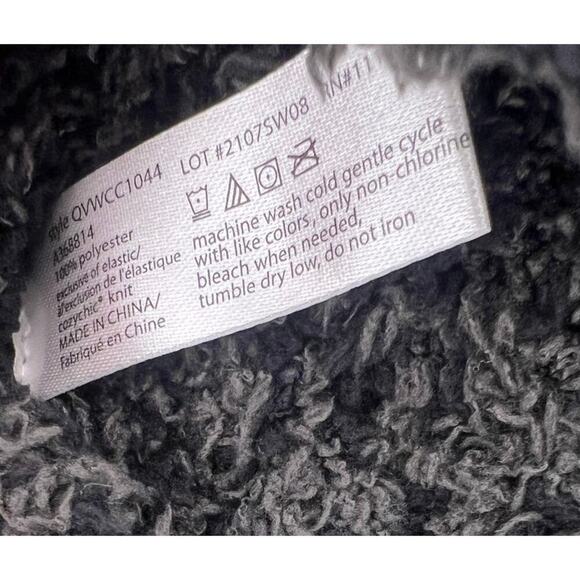 style QVWCC1044
A368814
100% polyester
exclusive of elastic/
à l'exclusion de l'élastique
cozychic® knit
MADE IN CHINA/
Fabriqué en Chine
LOT #2107SW08
RN#11
machine wash cold gentle cycle
with like colors, only non-chlorine
bleach when needed,
tumble dry low, do not iron